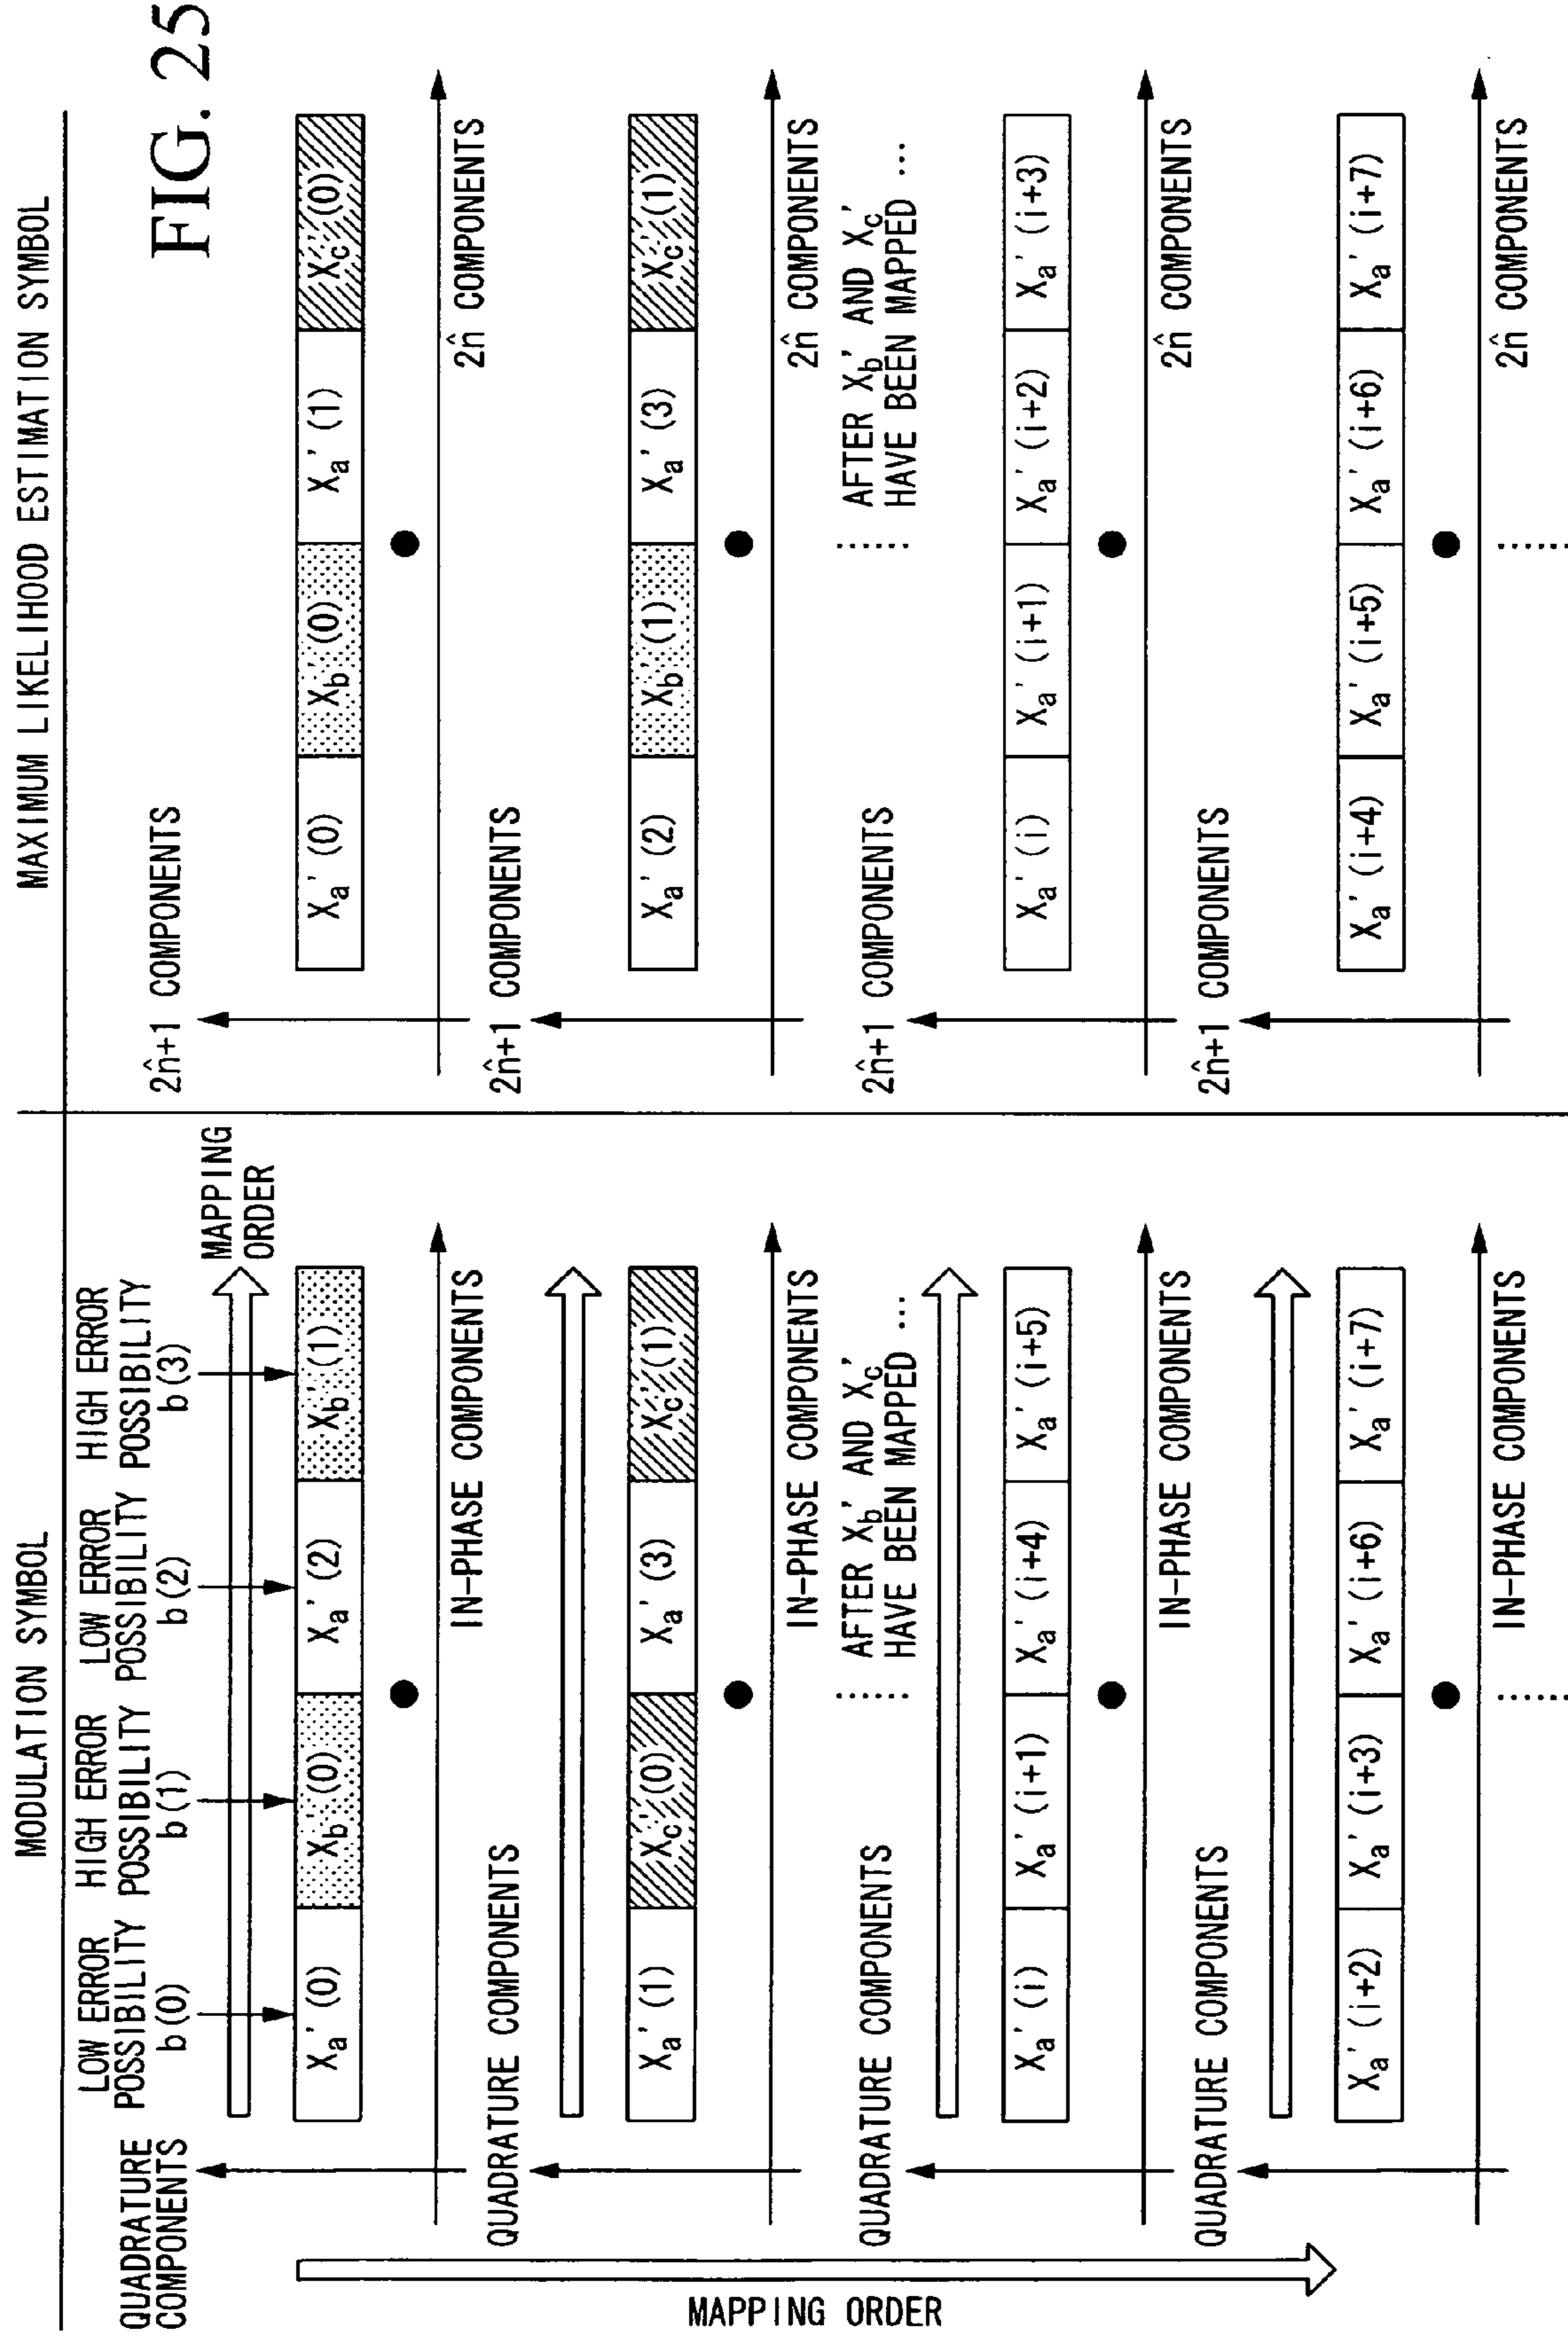 FIG. 25
MODULATION SYMBOL
MAXIMUM LIKELIHOOD ESTIMATION SYMBOL
QUADRATURE
COMPONENTS
LOW ERROR
POSSIBILITY
b(0)
HIGH ERROR
POSSIBILITY
b(1)
LOW ERROR
POSSIBILITY
b(2)
HIGH ERROR
POSSIBILITY
b(3)
MAPPING
ORDER
Xa' (0) Xb' (0) Xa' (2) Xb' (1)
IN-PHASE COMPONENTS
2n̂+1 COMPONENTS
Xa' (0) Xb' (0) Xa' (1) Xc' (0)
2n̂ COMPONENTS
QUADRATURE COMPONENTS
Xa' (1) Xc' (0) Xa' (3) Xc' (1)
IN-PHASE COMPONENTS
2n̂+1 COMPONENTS
Xa' (2) Xb' (1) Xa' (3) Xc' (1)
2n̂ COMPONENTS
AFTER Xb' AND Xc'
HAVE BEEN MAPPED ...
AFTER Xb' AND Xc'
HAVE BEEN MAPPED ...
QUADRATURE COMPONENTS
Xa' (i) Xa' (i+1) Xa' (i+4) Xa' (i+5)
IN-PHASE COMPONENTS
2n̂+1 COMPONENTS
Xa' (i) Xa' (i+1) Xa' (i+2) Xa' (i+3)
2n̂ COMPONENTS
QUADRATURE COMPONENTS
Xa' (i+2) Xa' (i+3) Xa' (i+6) Xa' (i+7)
IN-PHASE COMPONENTS
2n̂+1 COMPONENTS
Xa' (i+4) Xa' (i+5) Xa' (i+6) Xa' (i+7)
2n̂ COMPONENTS
MAPPING ORDER